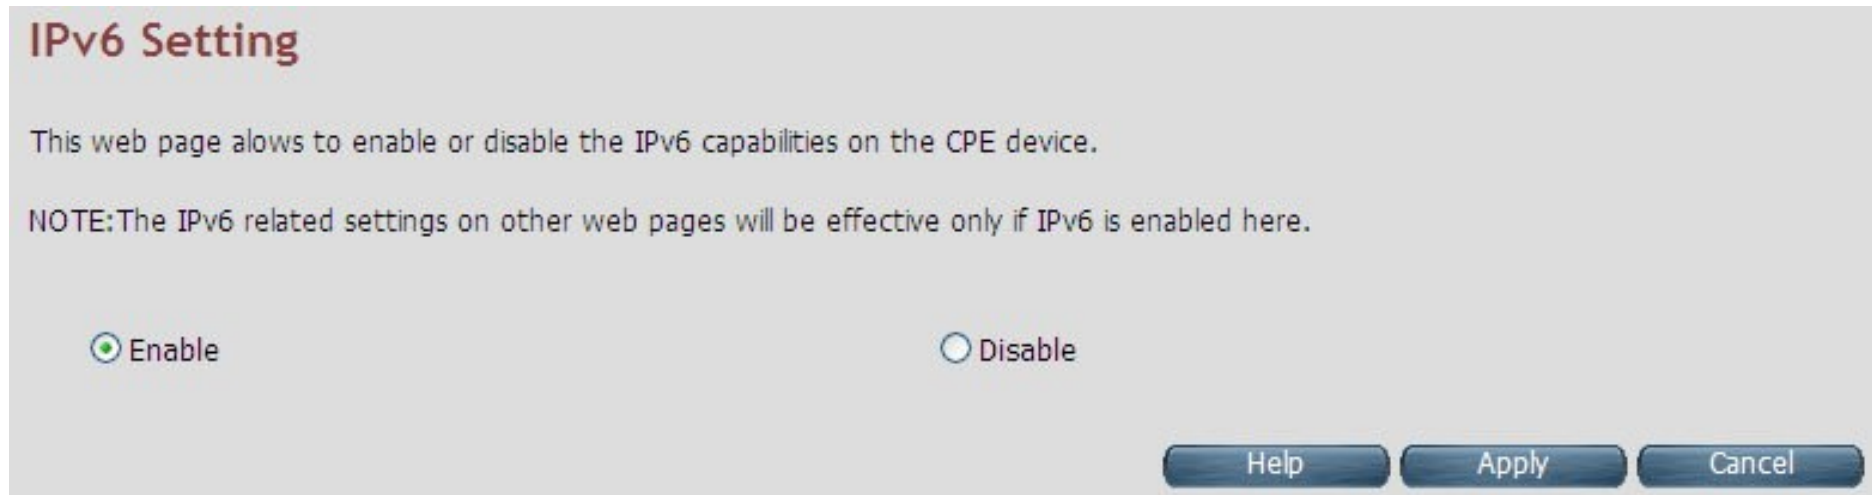 IPv6 Setting
This web page alows to enable or disable the IPv6 capabilities on the CPE device.
NOTE:The IPv6 related settings on other web pages will be effective only if IPv6 is enabled here.
Enable Disable
Help Apply Cancel